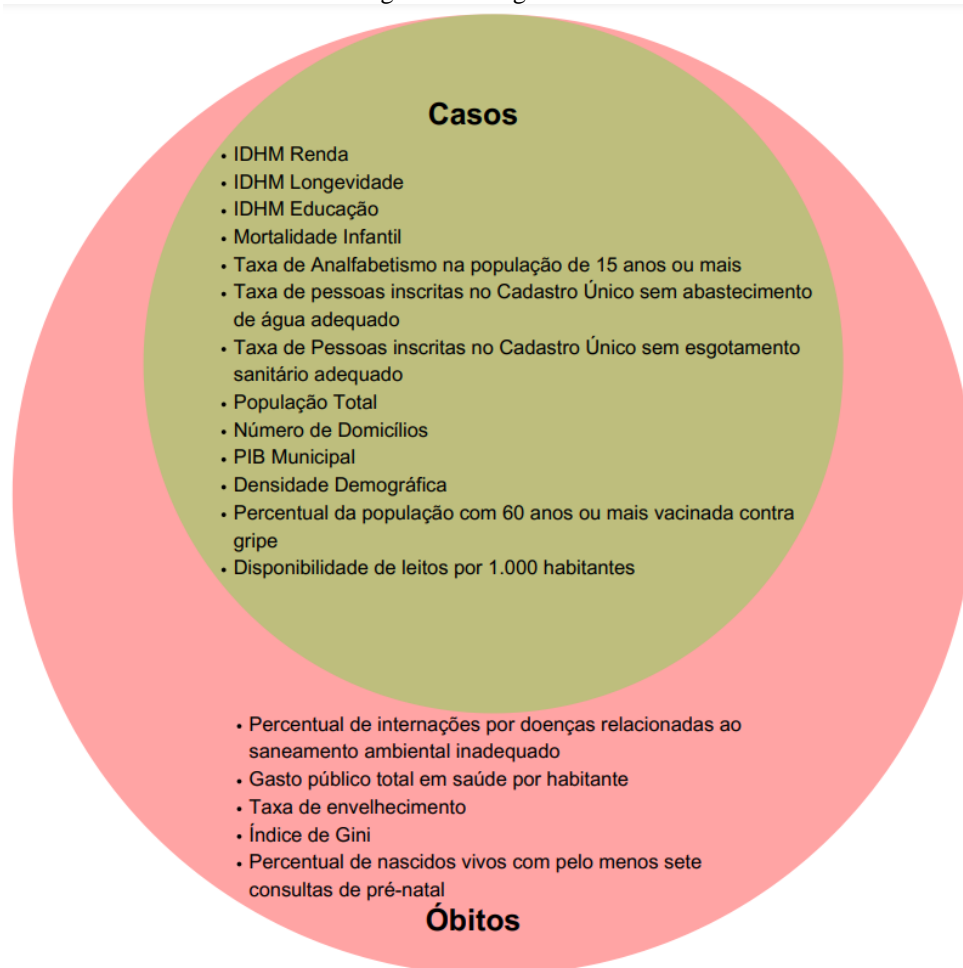 Casos
• IDHM Renda
• IDHM Longevidade
• IDHM Educação
• Mortalidade Infantil
• Taxa de Analfabetismo na população de 15 anos ou mais
• Taxa de pessoas inscritas no Cadastro Único sem abastecimento
de água adequado
• Taxa de Pessoas inscritas no Cadastro Único sem esgotamento
sanitário adequado
• População Total
• Número de Domicílios
• PIB Municipal
• Densidade Demográfica
• Percentual da população com 60 anos ou mais vacinada contra
gripe
• Disponibilidade de leitos por 1.000 habitantes
• Percentual de internações por doenças relacionadas ao
saneamento ambiental inadequado
• Gasto público total em saúde por habitante
• Taxa de envelhecimento
• Índice de Gini
• Percentual de nascidos vivos com pelo menos sete
consultas de pré-natal
Óbitos